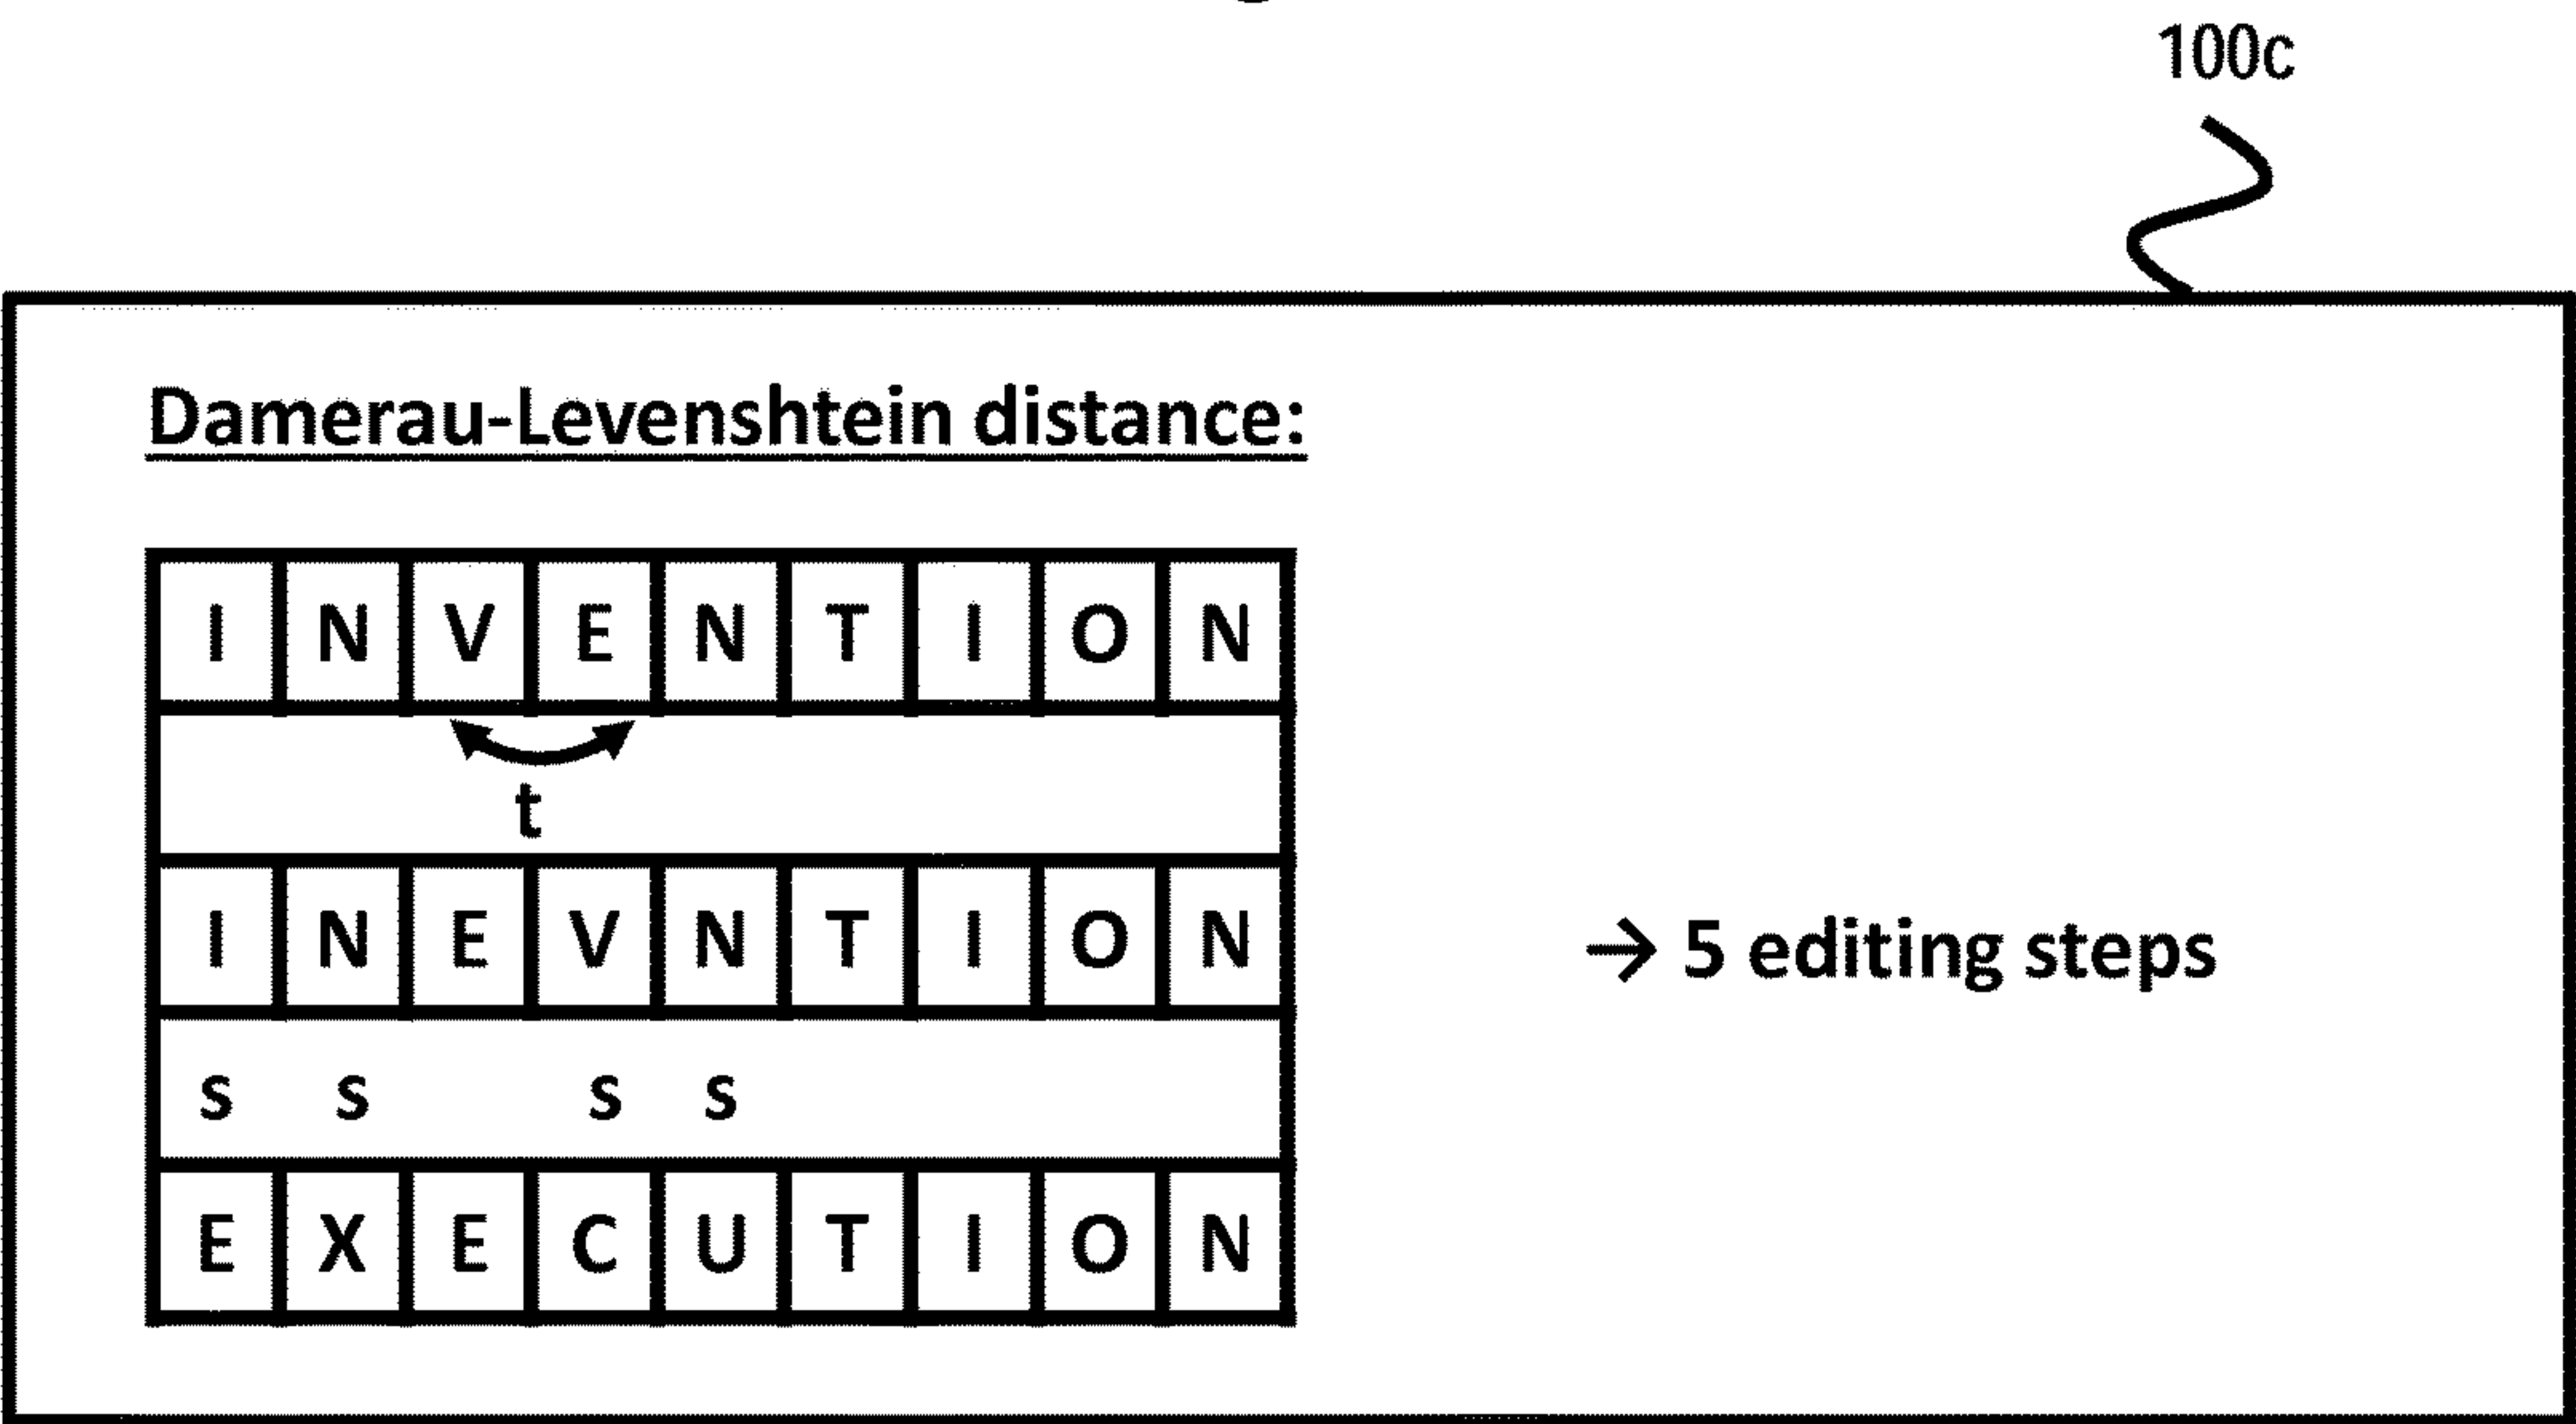 100c
Damerau-Levenshtein distance:
I N V E N T I O N
t
I N E V N T I O N
→ 5 editing steps
s s s s
E X E C U T I O N